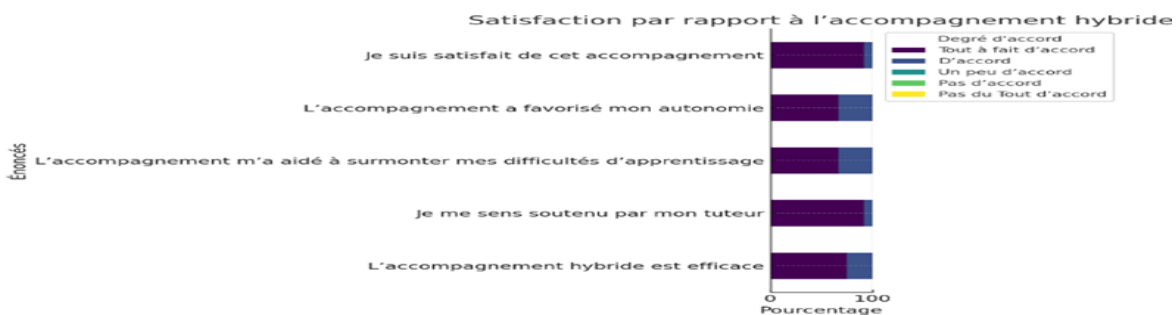 Satisfaction par rapport à l'accompagnement hybride
Degré d'accord
Tout à fait d'accord
D'accord
Un peu d'accord
Pas d'accord
Pas du Tout d'accord
Énoncés
Je suis satisfait de cet accompagnement
L'accompagnement a favorisé mon autonomie
L'accompagnement m'a aidé à surmonter mes difficultés d'apprentissage
Je me sens soutenu par mon tuteur
L'accompagnement hybride est efficace
0 100
Pourcentage